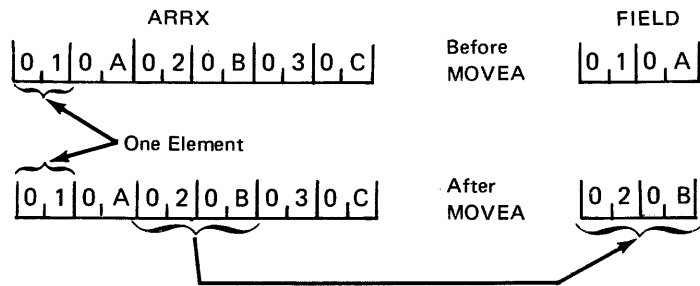 ARRX FIELD
0 1 0 A 0 2 0 B 0 3 0 C Before MOVEA 0 1 0 A
One Element
0 1 0 A 0 2 0 B 0 3 0 C After MOVEA 0 2 0 B